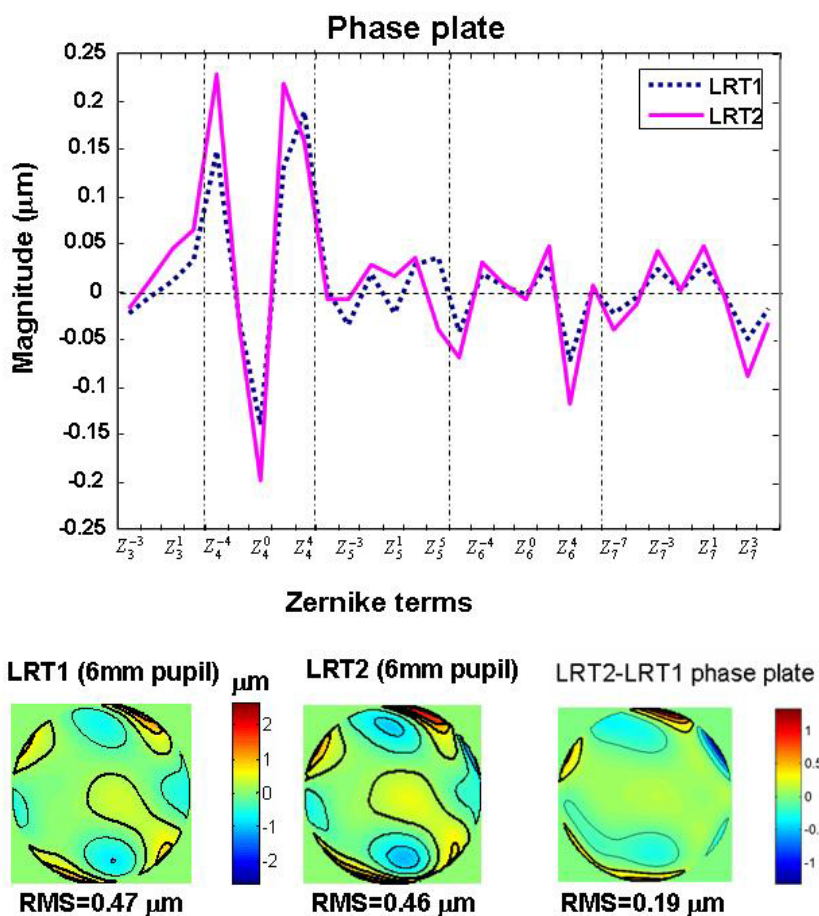 Phase plate
0.25
0.2
0.15
0.1
0.05
0
-0.05
-0.1
-0.15
-0.2
-0.25
Magnitude (μm)
LRT1
LRT2
Z_3^{-3} Z_3^1 Z_4^{-4} Z_4^0 Z_4^4 Z_5^{-3} Z_5^1 Z_5^5 Z_6^{-4} Z_6^0 Z_6^4 Z_7^{-7} Z_7^{-3} Z_7^1 Z_7^3
Zernike terms
LRT1 (6mm pupil) μm LRT2 (6mm pupil) LRT2-LRT1 phase plate
2
1
0
-1
-2
1
0.5
0
-0.5
-1
RMS=0.47 μm RMS=0.46 μm RMS=0.19 μm